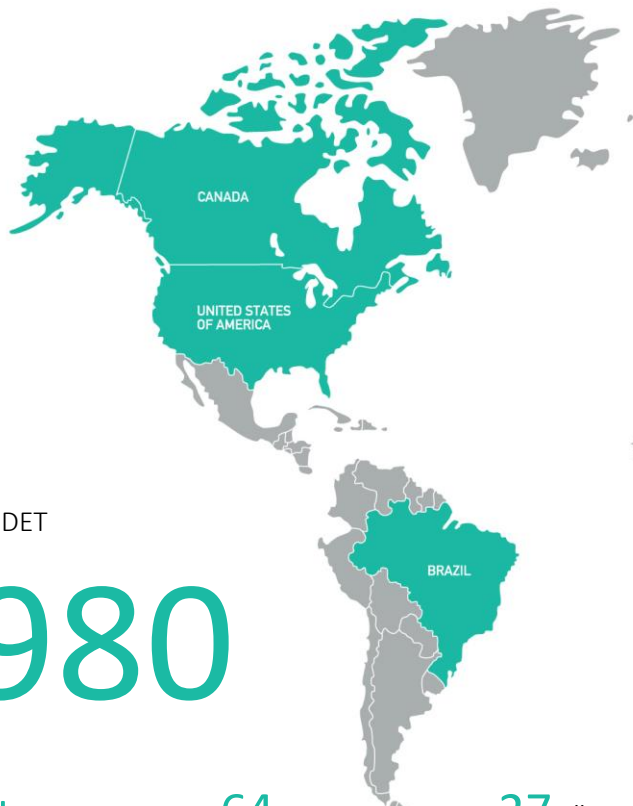 CANADA
UNITED STATES
OF AMERICA
DET
980
BRAZIL